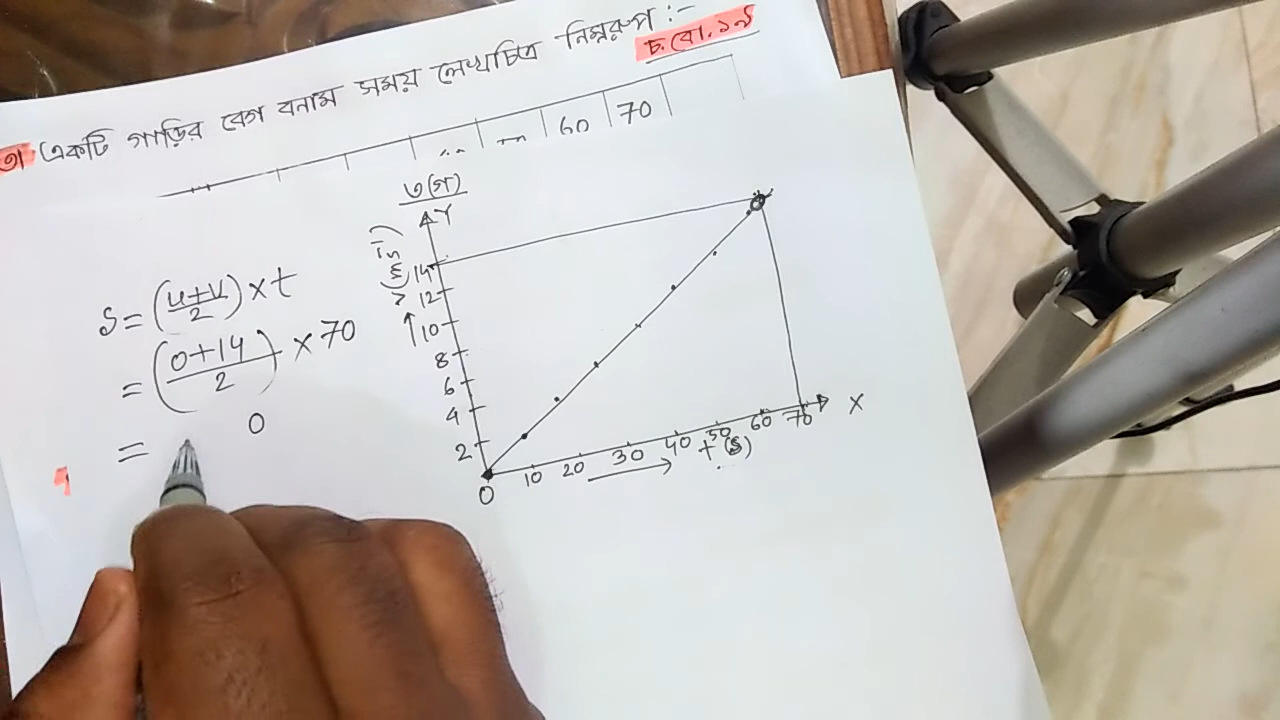 ৩। একটি গাড়ির বেগ বনাম সময় লেখচিত্র নিম্নরূপ :-
চ. বো. ১৯
60 70
৩(গ)
Y
14
12
10
8
6
4
2
0 10 20 30 40 50 60 70 X
t (s)
S = (u+v/2) × t
= (0+14/2) × 70
= 0